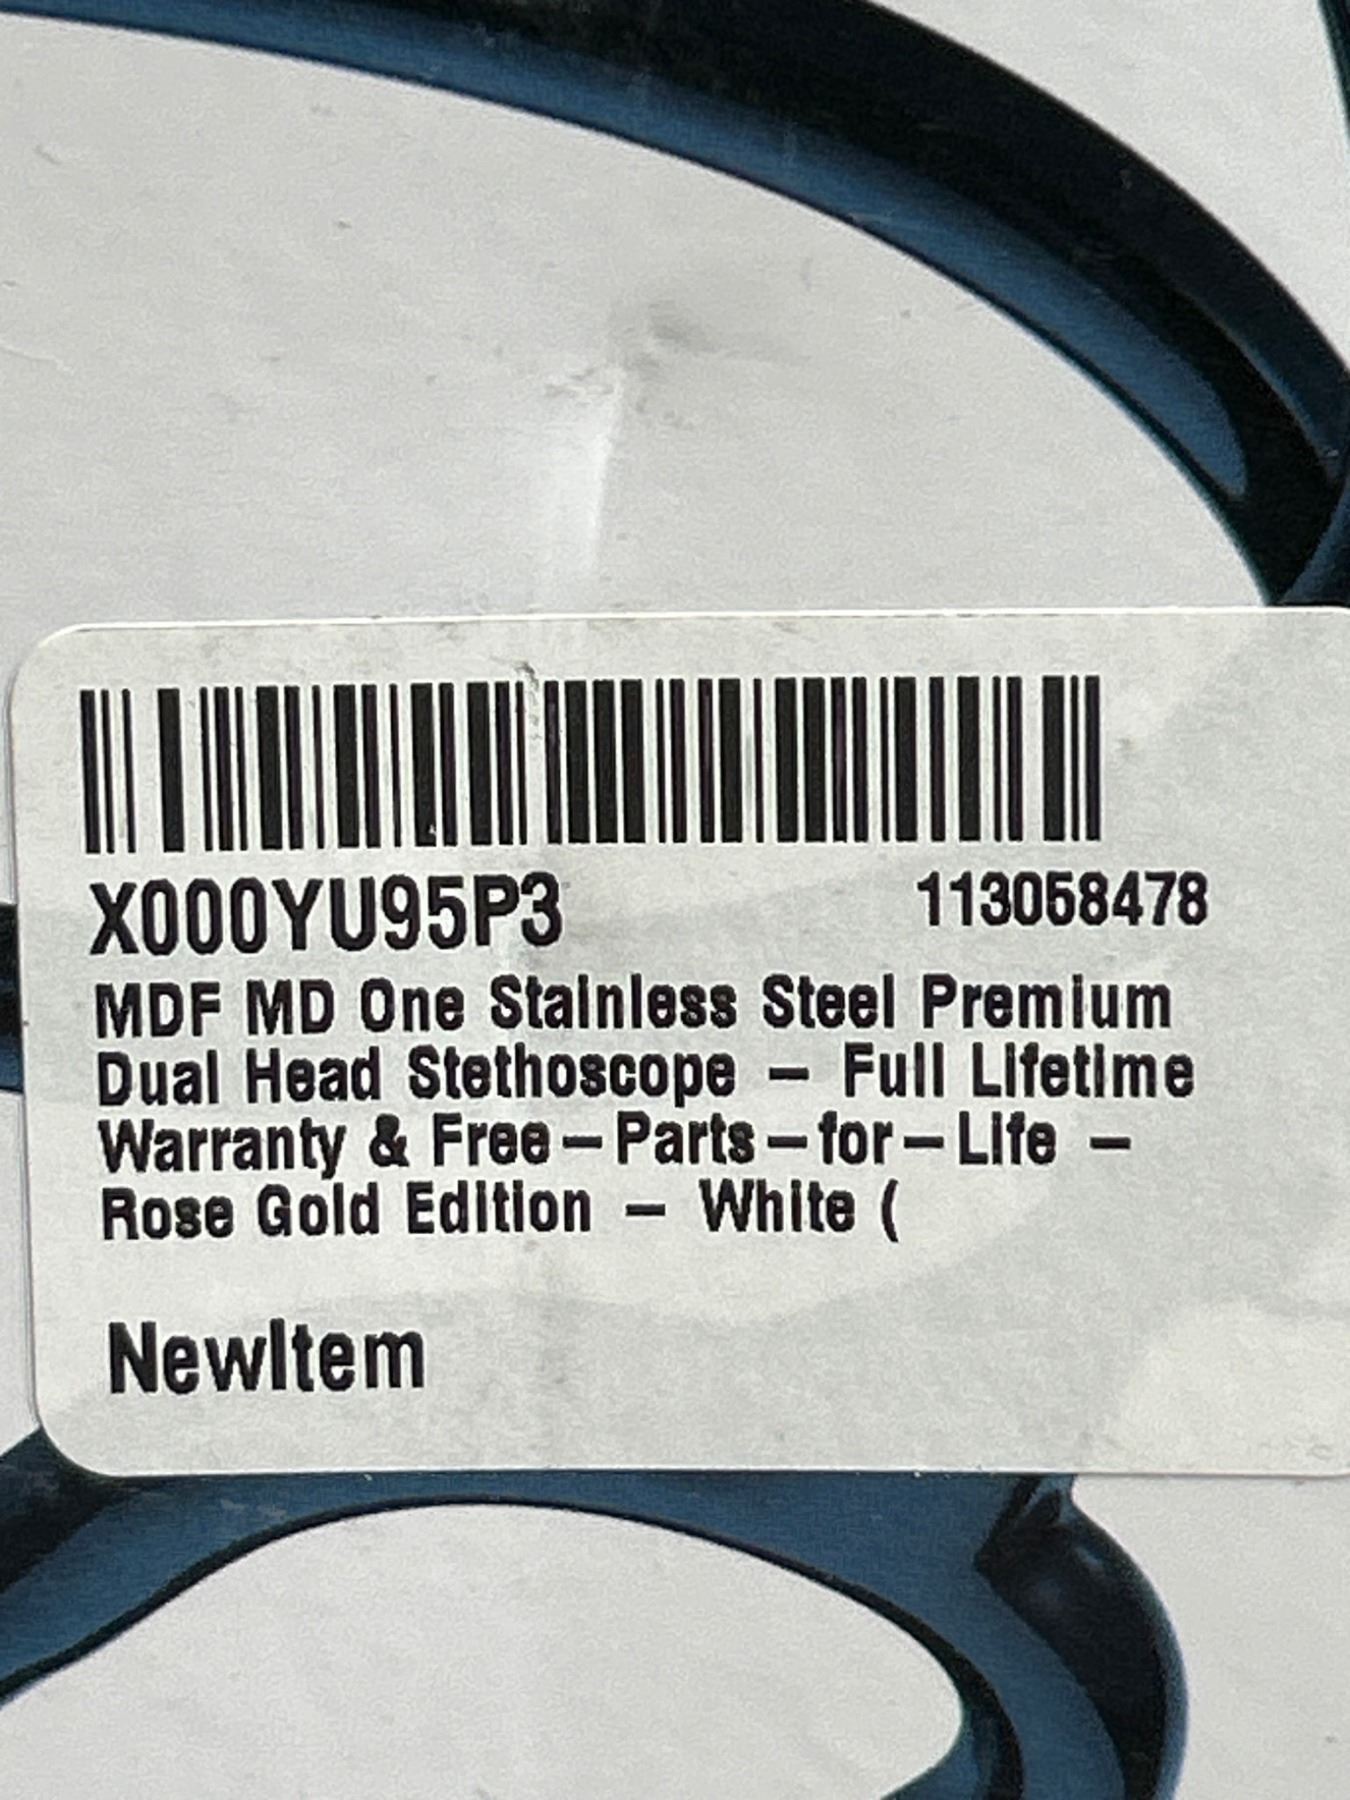 X000YU95P3 113058478
MDF MD One Stainless Steel Premium
Dual Head Stethoscope – Full Lifetime
Warranty & Free–Parts–for–Life –
Rose Gold Edition – White (
NewItem